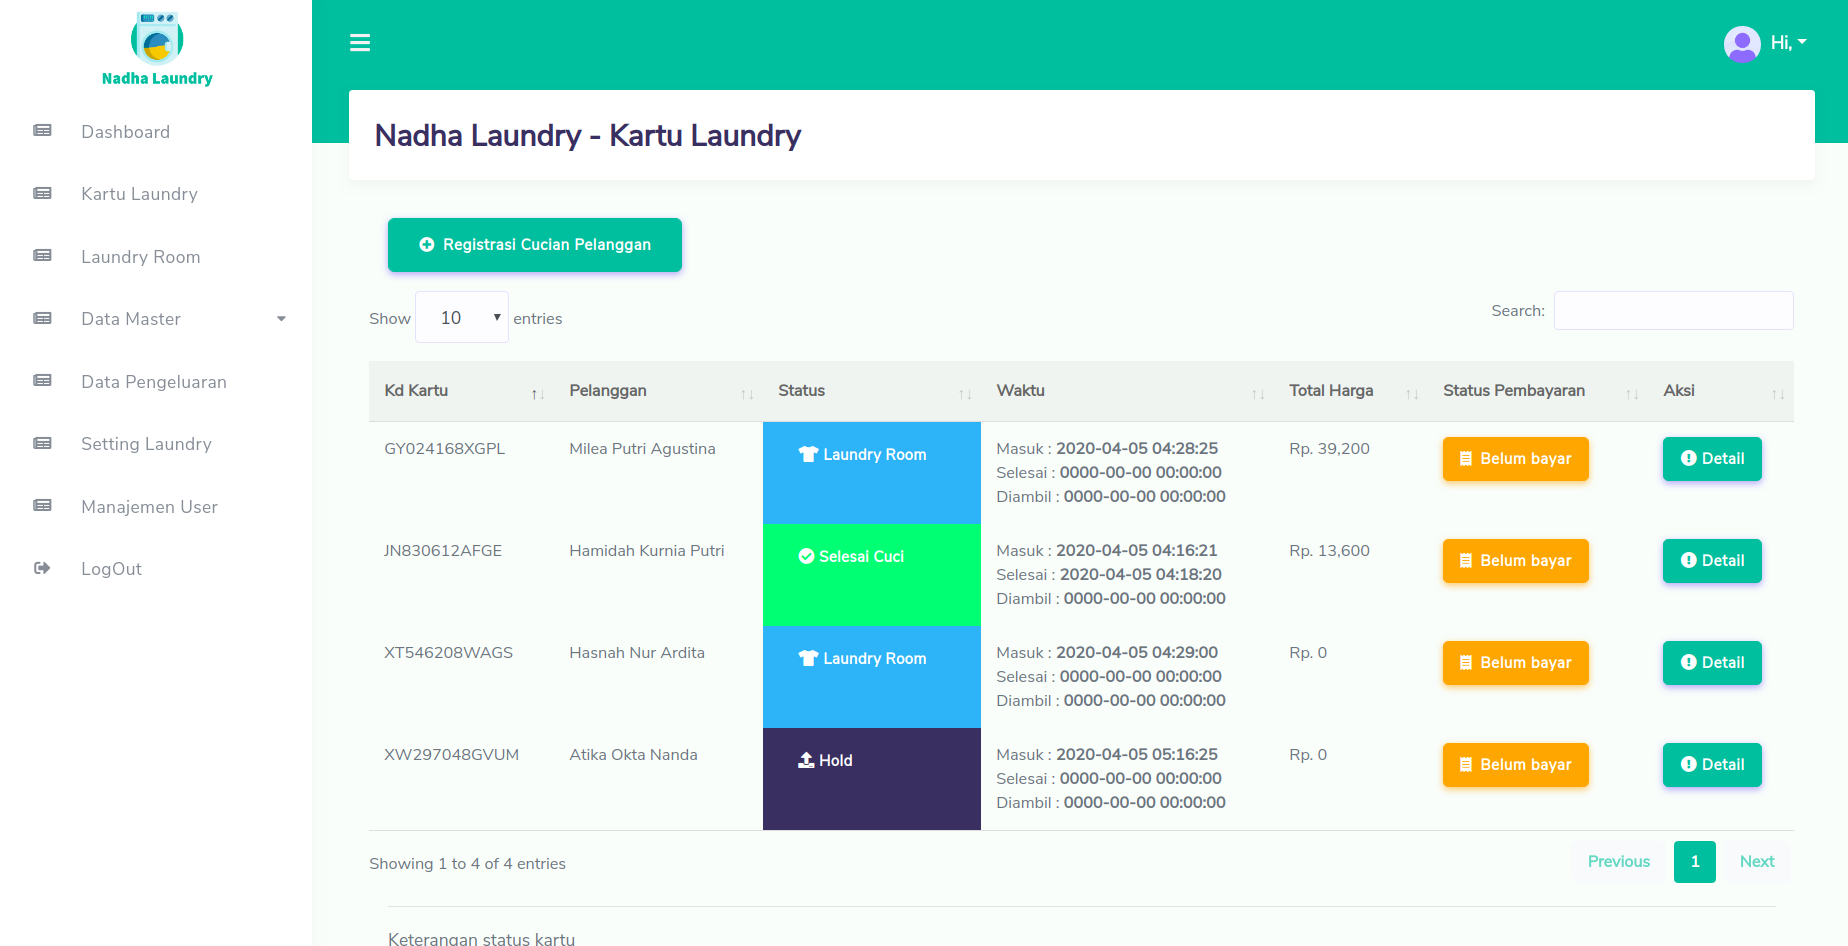 Nadha Laundry
Dashboard
Kartu Laundry
Laundry Room
Data Master
Data Pengeluaran
Setting Laundry
Manajemen User
LogOut
Hi,
Nadha Laundry - Kartu Laundry
Registrasi Cucian Pelanggan
Show 10 entries
Search:
Kd Kartu Pelanggan Status Waktu Total Harga Status Pembayaran Aksi
GY024168XGPL Milea Putri Agustina Laundry Room Masuk : 2020-04-05 04:28:25 Rp. 39,200 Belum bayar Detail
Selesai : 0000-00-00 00:00:00
Diambil : 0000-00-00 00:00:00
JN830612AFGE Hamidah Kurnia Putri Selesai Cuci Masuk : 2020-04-05 04:16:21 Rp. 13,600 Belum bayar Detail
Selesai : 2020-04-05 04:18:20
Diambil : 0000-00-00 00:00:00
XT546208WAGS Hasnah Nur Ardita Laundry Room Masuk : 2020-04-05 04:29:00 Rp. 0 Belum bayar Detail
Selesai : 0000-00-00 00:00:00
Diambil : 0000-00-00 00:00:00
XW297048GVUM Atika Okta Nanda Hold Masuk : 2020-04-05 05:16:25 Rp. 0 Belum bayar Detail
Selesai : 0000-00-00 00:00:00
Diambil : 0000-00-00 00:00:00
Showing 1 to 4 of 4 entries
Previous 1 Next
Keterangan status kartu